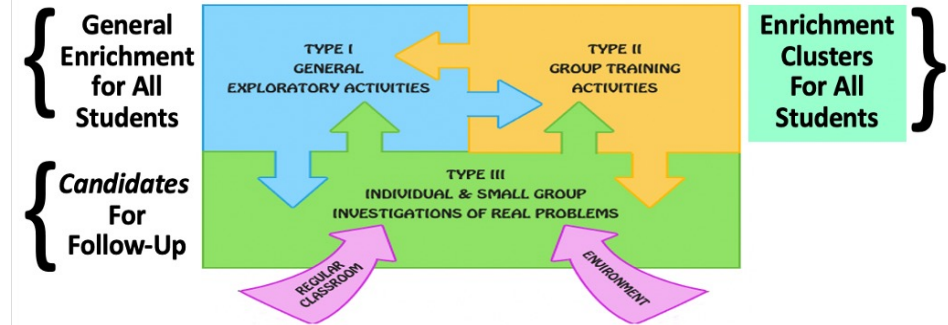 General
Enrichment
for All
Students
TYPE I
GENERAL
EXPLORATORY ACTIVITIES
TYPE II
GROUP TRAINING
ACTIVITIES
Enrichment
Clusters
For All
Students
Candidates
For
Follow-Up
TYPE III
INDIVIDUAL & SMALL GROUP
INVESTIGATIONS OF REAL PROBLEMS
REGULAR
CLASSROOM
ENVIRONMENT